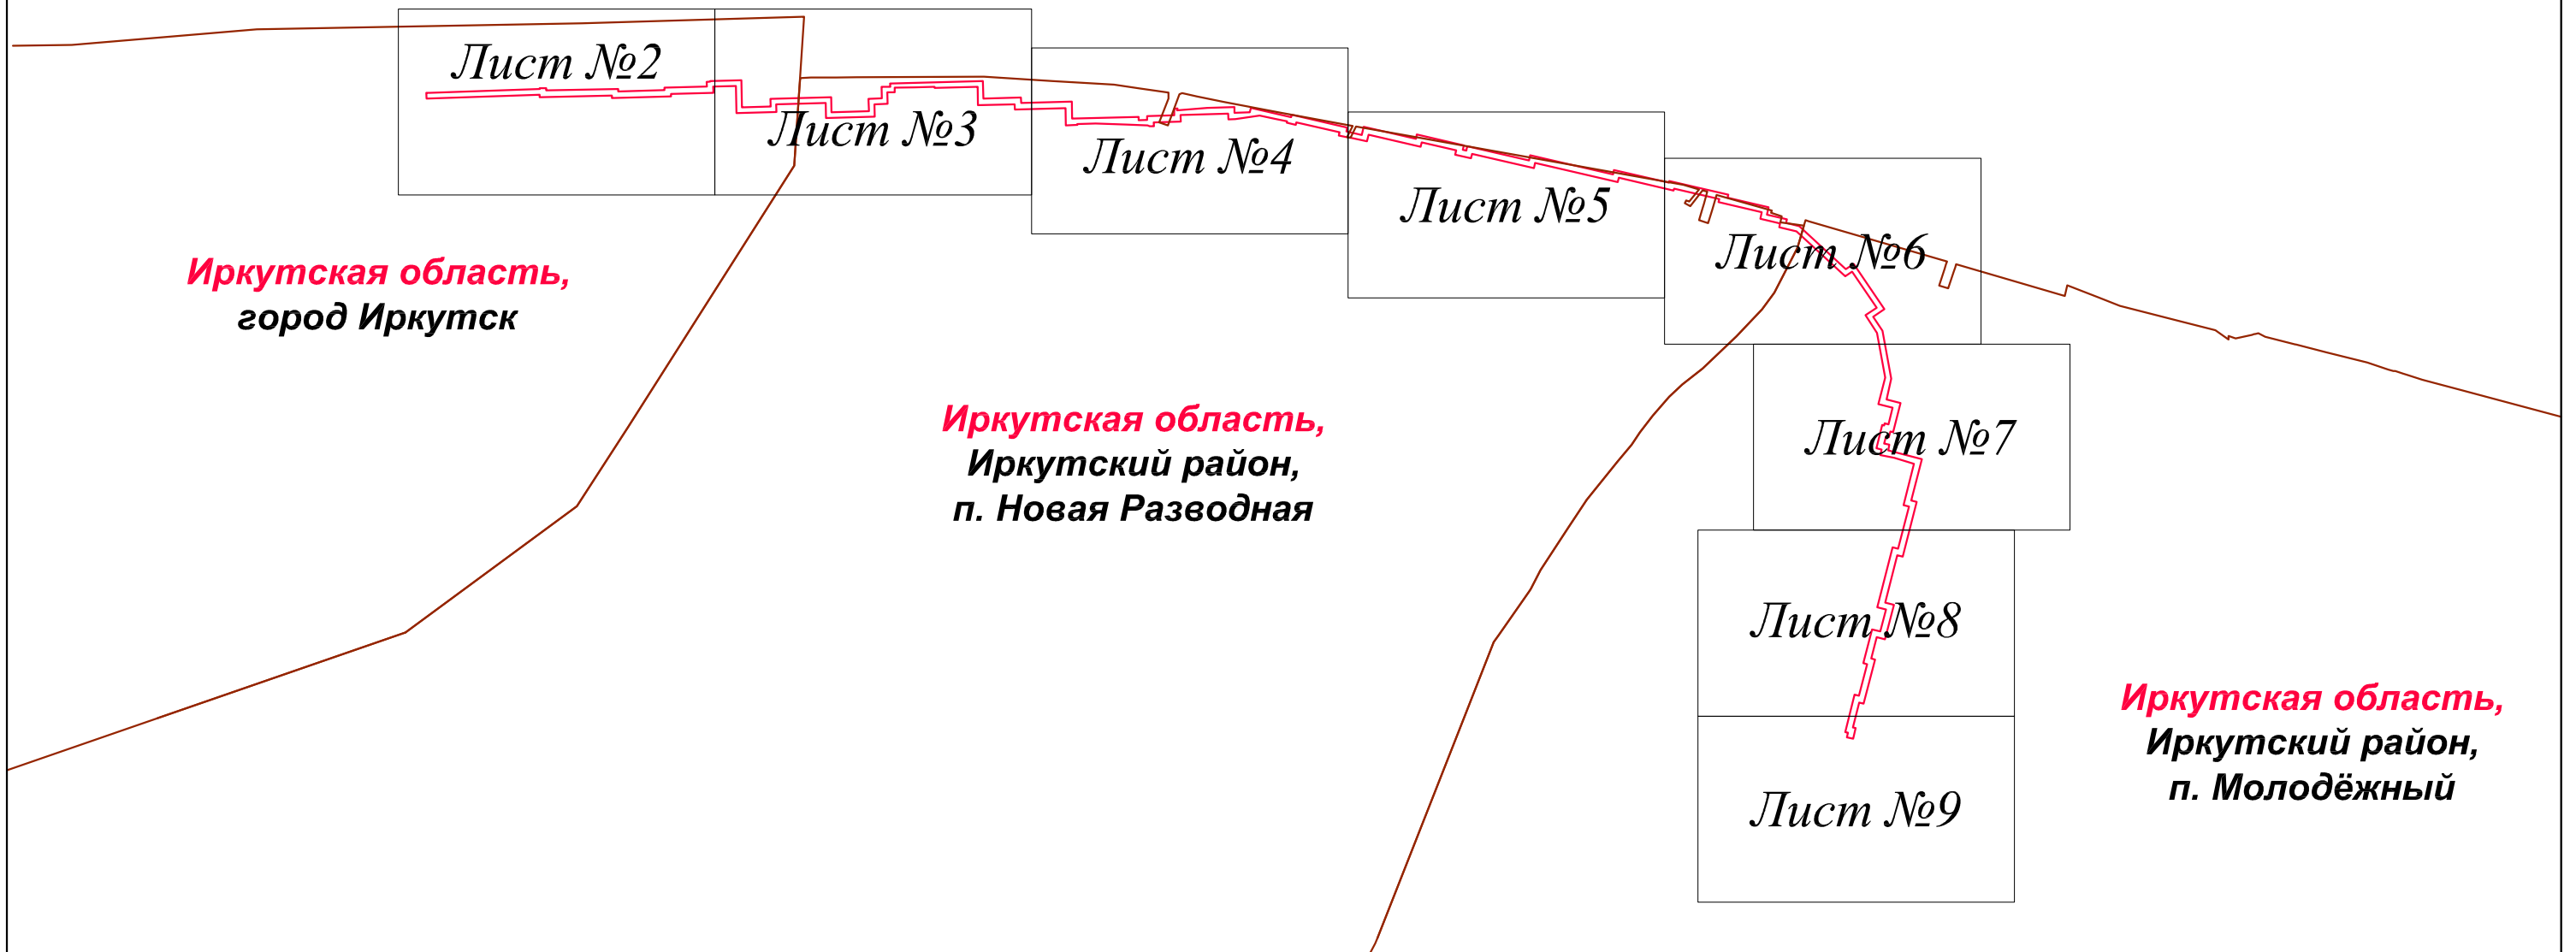 Лист №2
Лист №3
Лист №4
Лист №5
Лист №6
Иркутская область,
город Иркутск
Иркутская область,
Иркутский район,
п. Новая Разводная
Лист №7
Лист №8
Лист №9
Иркутская область,
Иркутский район,
п. Молодёжный